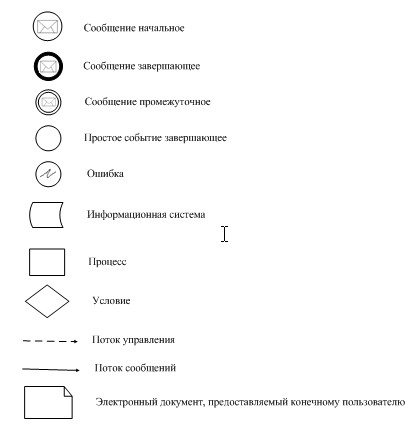 Сообщение начальное
Сообщение завершающее
Сообщение промежуточное
Простое событие завершающее
Ошибка
Информационная система
Процесс
Условие
Поток управления
Поток сообщений
Электронный документ, предоставляемый конечному пользователю